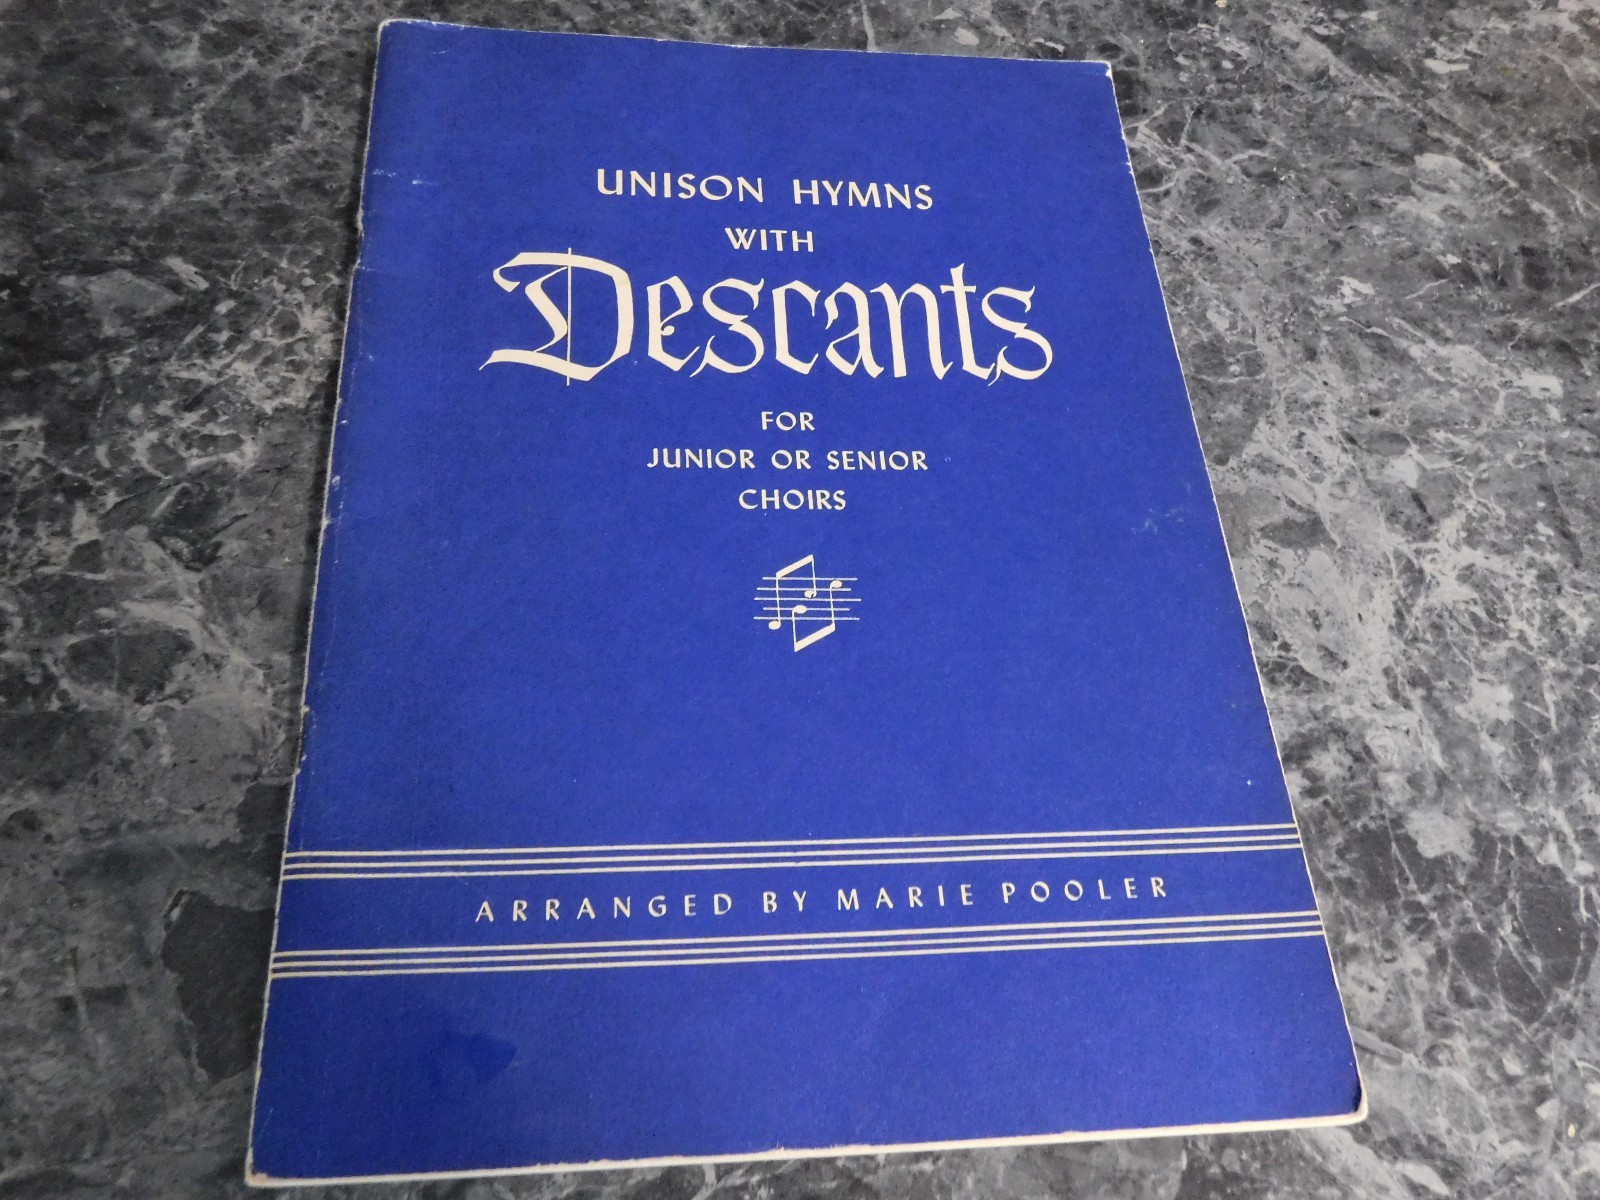 UNISON HYMNS
WITH
Descants
FOR
JUNIOR OR SENIOR
CHOIRS
ARRANGED BY MARIE POOLER